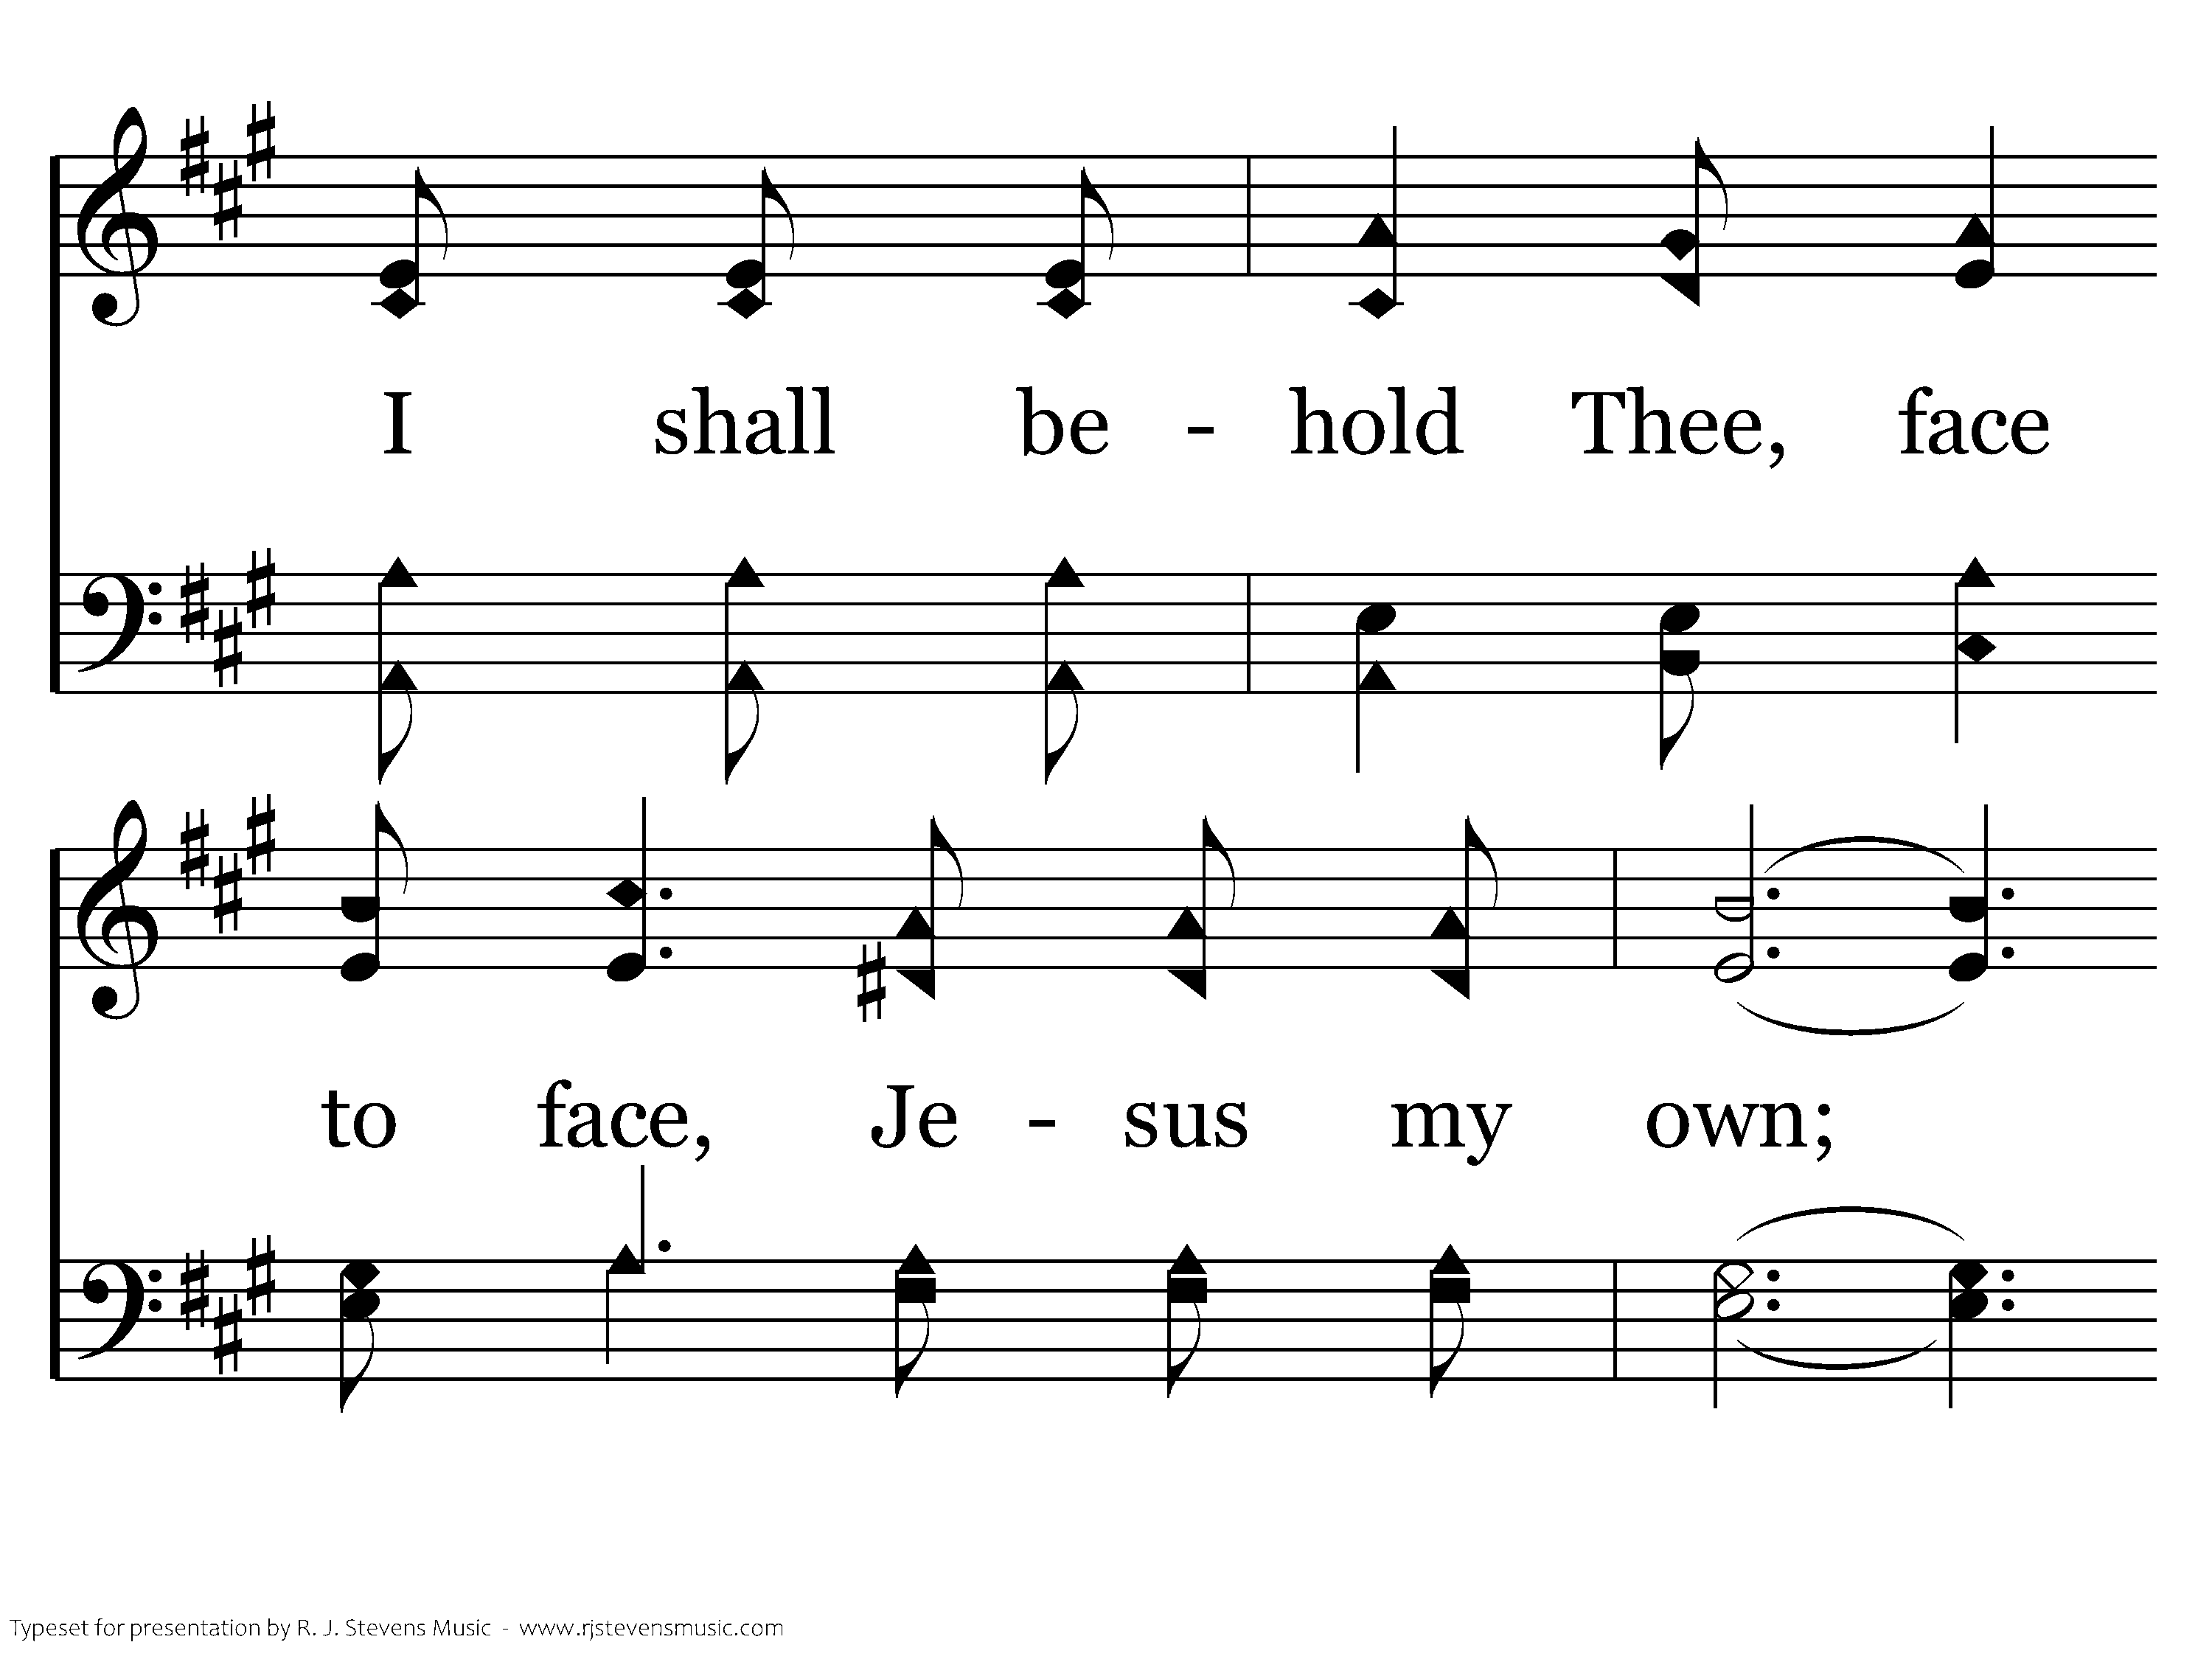 I shall be - hold Thee, face
to face, Je - sus my own;
Typeset for presentation by R. J. Stevens Music - www.rjstevensmusic.com